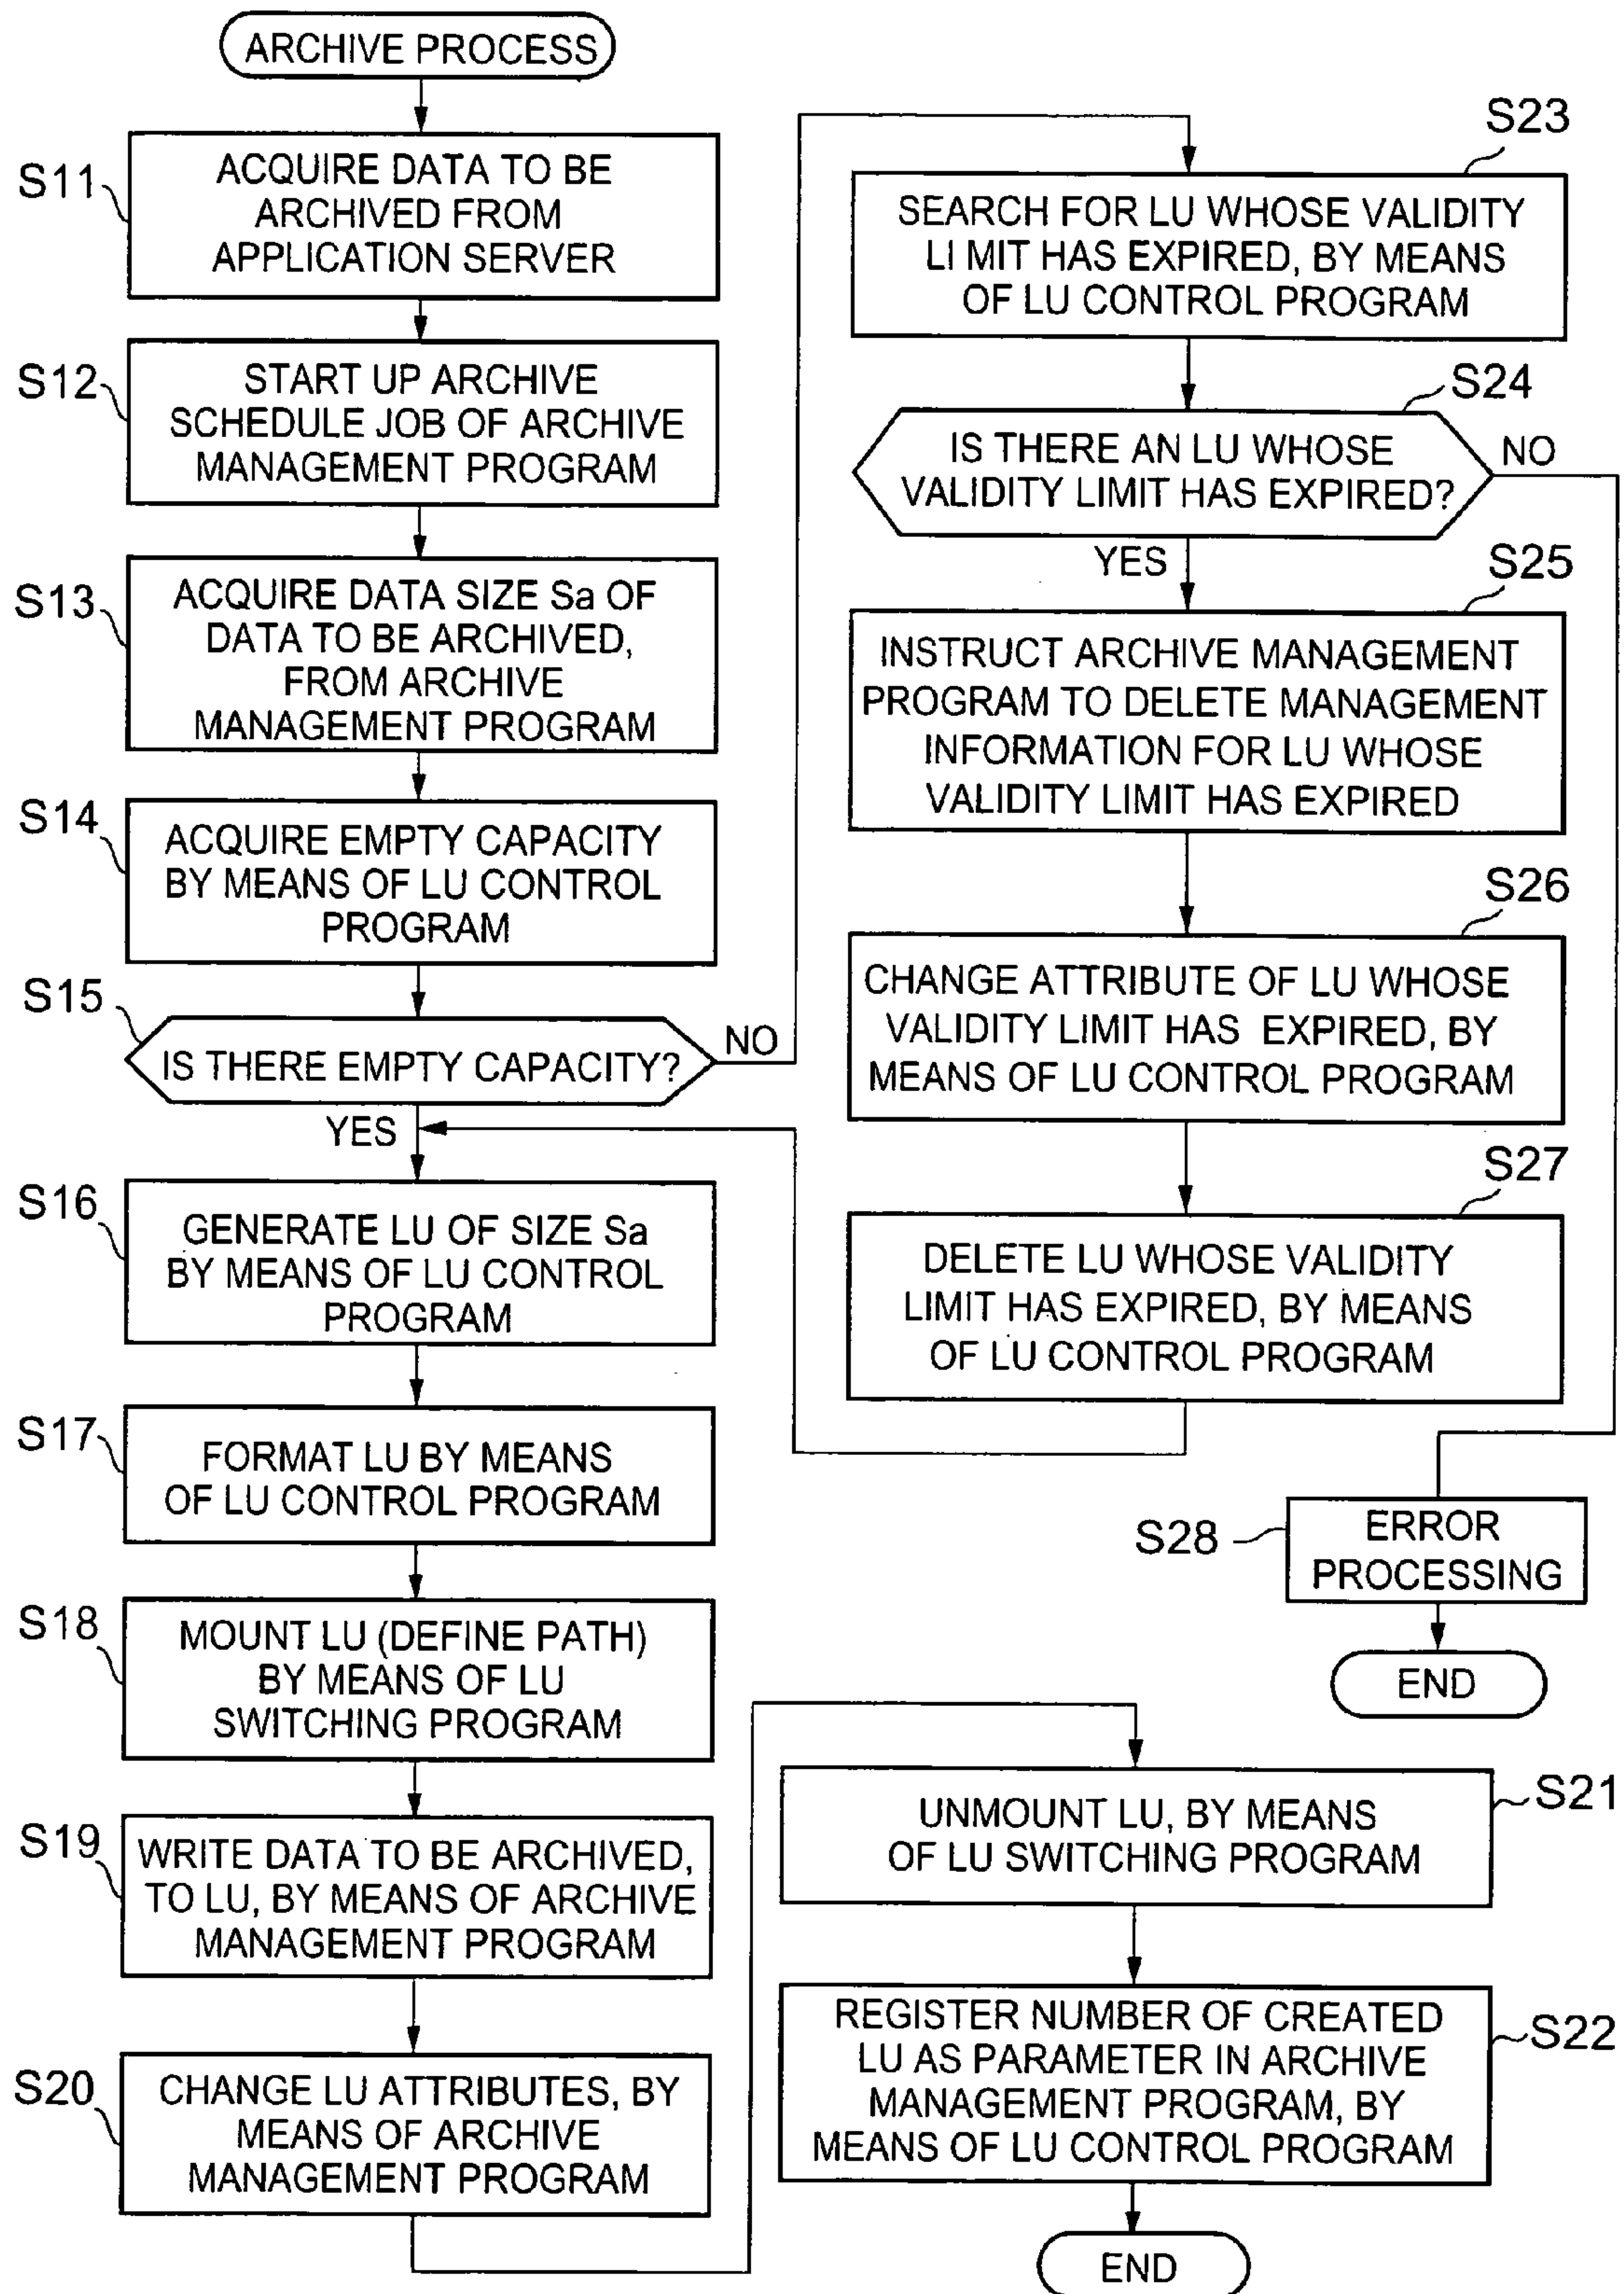 ARCHIVE PROCESS
S11
ACQUIRE DATA TO BE
ARCHIVED FROM
APPLICATION SERVER
S12
START UP ARCHIVE
SCHEDULE JOB OF ARCHIVE
MANAGEMENT PROGRAM
S13
ACQUIRE DATA SIZE Sa OF
DATA TO BE ARCHIVED,
FROM ARCHIVE
MANAGEMENT PROGRAM
S14
ACQUIRE EMPTY CAPACITY
BY MEANS OF LU CONTROL
PROGRAM
S15
IS THERE EMPTY CAPACITY?
NO
YES
S16
GENERATE LU OF SIZE Sa
BY MEANS OF LU CONTROL
PROGRAM
S17
FORMAT LU BY MEANS
OF LU CONTROL PROGRAM
S18
MOUNT LU (DEFINE PATH)
BY MEANS OF LU
SWITCHING PROGRAM
S19
WRITE DATA TO BE ARCHIVED,
TO LU, BY MEANS OF ARCHIVE
MANAGEMENT PROGRAM
S20
CHANGE LU ATTRIBUTES, BY
MEANS OF ARCHIVE
MANAGEMENT PROGRAM
S23
SEARCH FOR LU WHOSE VALIDITY
LI MIT HAS EXPIRED, BY MEANS
OF LU CONTROL PROGRAM
S24
IS THERE AN LU WHOSE
VALIDITY LIMIT HAS EXPIRED?
NO
YES
S25
INSTRUCT ARCHIVE MANAGEMENT
PROGRAM TO DELETE MANAGEMENT
INFORMATION FOR LU WHOSE
VALIDITY LIMIT HAS EXPIRED
S26
CHANGE ATTRIBUTE OF LU WHOSE
VALIDITY LIMIT HAS EXPIRED, BY
MEANS OF LU CONTROL PROGRAM
S27
DELETE LU WHOSE VALIDITY
LIMIT HAS EXPIRED, BY MEANS
OF LU CONTROL PROGRAM
S28
ERROR
PROCESSING
END
S21
UNMOUNT LU, BY MEANS
OF LU SWITCHING PROGRAM
S22
REGISTER NUMBER OF CREATED
LU AS PARAMETER IN ARCHIVE
MANAGEMENT PROGRAM, BY
MEANS OF LU CONTROL PROGRAM
END